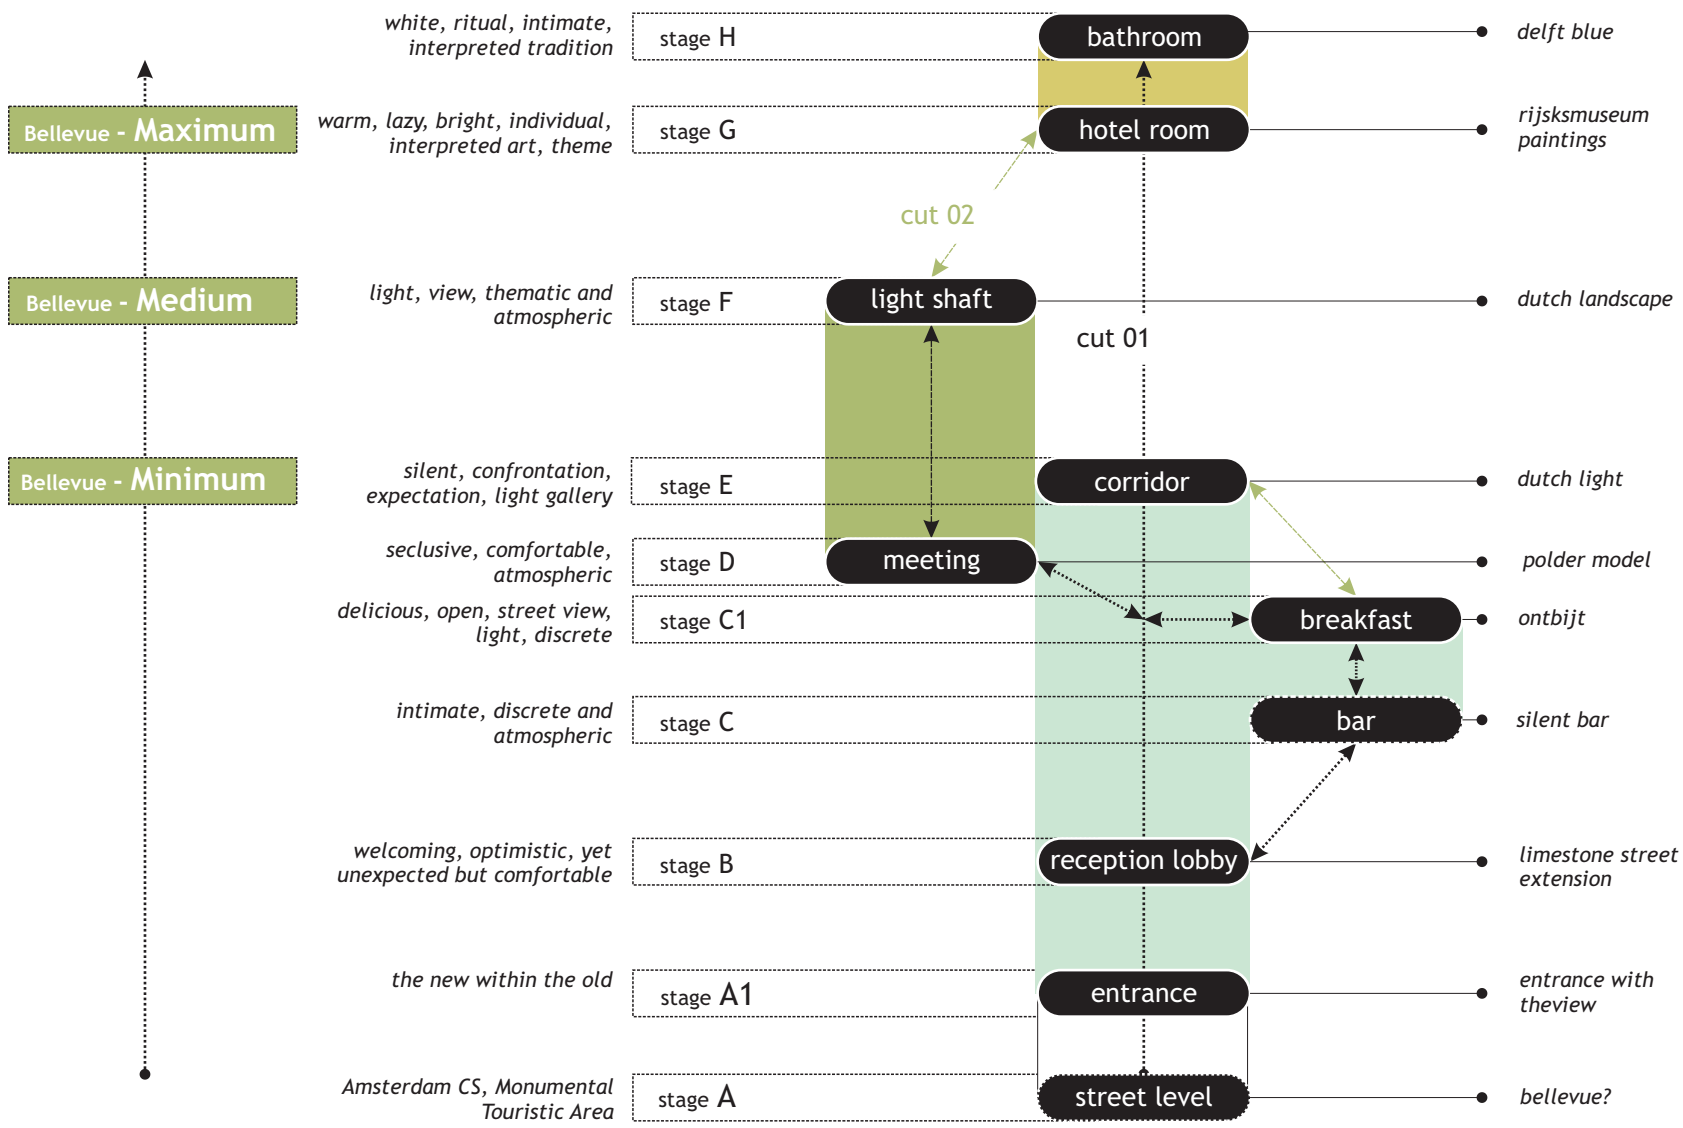 white, ritual, intimate,
interpreted tradition
stage H
bathroom
delft blue
Bellevue - Maximum
warm, lazy, bright, individual,
interpreted art, theme
stage G
hotel room
rijsksmuseum
paintings
cut 02
Bellevue - Medium
light, view, thematic and
atmospheric
stage F
light shaft
dutch landscape
cut 01
Bellevue - Minimum
silent, confrontation,
expectation, light gallery
stage E
corridor
dutch light
seclusive, comfortable,
atmospheric
stage D
meeting
polder model
delicious, open, street view,
light, discrete
stage C1
breakfast
ontbijt
intimate, discrete and
atmospheric
stage C
bar
silent bar
welcoming, optimistic, yet
unexpected but comfortable
stage B
reception lobby
limestone street
extension
the new within the old
stage A1
entrance
entrance with
theview
Amsterdam CS, Monumental
Touristic Area
stage A
street level
bellevue?